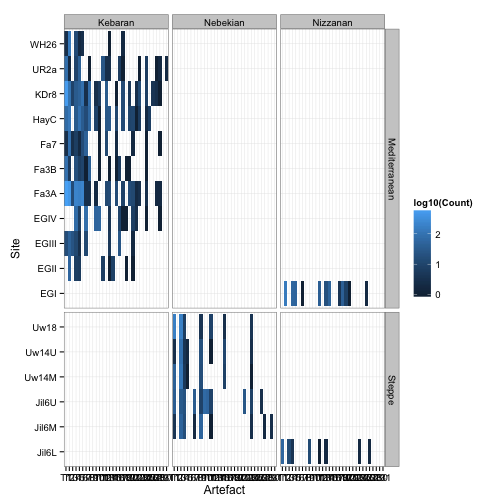 Kebaran Nebekian Nizzanan
WH26
UR2a
KDr8
HayC
Fa7
Fa3B
Fa3A
EGIV
EGIII
EGII
EGI
Mediterranean
Uw18
Uw14U
Uw14M
Jil6U
Jil6M
Jil6L
Steppe
Site
Artefact
log10(Count)
2
1
0